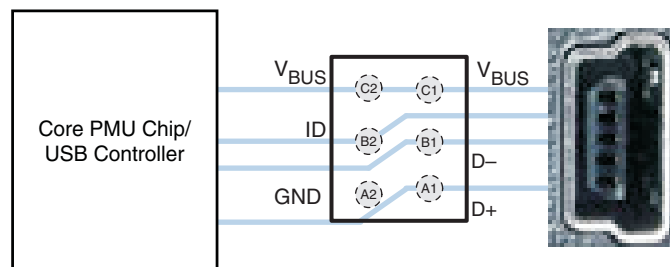 Core PMU Chip/
USB Controller
VBUS
ID
GND
C2
C1
B2
B1
A2
A1
VBUS
D–
D+